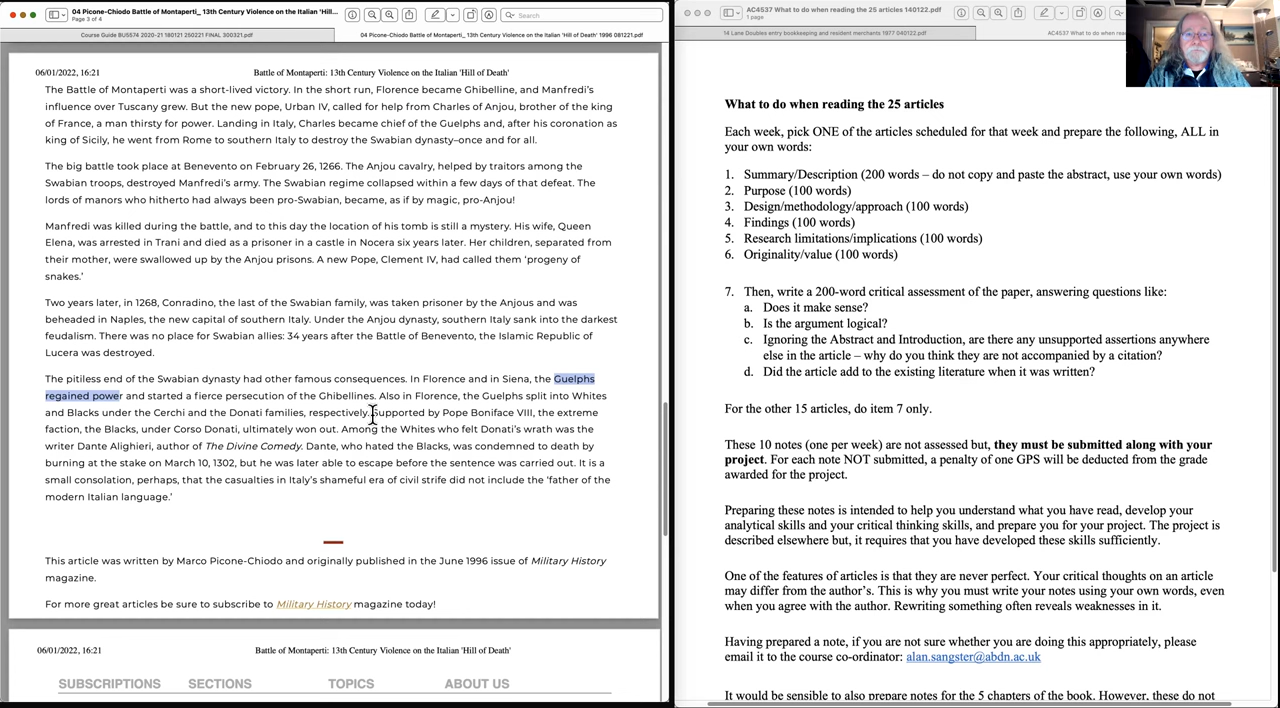 04 Picone-Chiodo Battle of Montaperti_ 13th Century Violence on the Italian 'Hill...
Page 3 of 4
Search
Course Guide BU5574 2020-21 180121 250221 FINAL 300321.pdf
04 Picone-Chiodo Battle of Montaperti_ 13th Century Violence on the Italian 'Hill of Death' 1996 081221.pdf
06/01/2022, 16:21
Battle of Montaperti: 13th Century Violence on the Italian 'Hill of Death'
The Battle of Montaperti was a short-lived victory. In the short run, Florence became Ghibelline, and Manfredi's
influence over Tuscany grew. But the new pope, Urban IV, called for help from Charles of Anjou, brother of the king
of France, a man thirsty for power. Landing in Italy, Charles became chief of the Guelphs and, after his coronation as
king of Sicily, he went from Rome to southern Italy to destroy the Swabian dynasty–once and for all.
The big battle took place at Benevento on February 26, 1266. The Anjou cavalry, helped by traitors among the
Swabian troops, destroyed Manfredi's army. The Swabian regime collapsed within a few days of that defeat. The
lords of manors who hitherto had always been pro-Swabian, became, as if by magic, pro-Anjou!
Manfredi was killed during the battle, and to this day the location of his tomb is still a mystery. His wife, Queen
Elena, was arrested in Trani and died as a prisoner in a castle in Nocera six years later. Her children, separated from
their mother, were swallowed up by the Anjou prisons. A new Pope, Clement IV, had called them 'progeny of
snakes.'
Two years later, in 1268, Conradino, the last of the Swabian family, was taken prisoner by the Anjous and was
beheaded in Naples, the new capital of southern Italy. Under the Anjou dynasty, southern Italy sank into the darkest
feudalism. There was no place for Swabian allies: 34 years after the Battle of Benevento, the Islamic Republic of
Lucera was destroyed.
The pitiless end of the Swabian dynasty had other famous consequences. In Florence and in Siena, the Guelphs
regained power and started a fierce persecution of the Ghibellines. Also in Florence, the Guelphs split into Whites
and Blacks under the Cerchi and the Donati families, respectively. Supported by Pope Boniface VIII, the extreme
faction, the Blacks, under Corso Donati, ultimately won out. Among the Whites who felt Donati's wrath was the
writer Dante Alighieri, author of The Divine Comedy. Dante, who hated the Blacks, was condemned to death by
burning at the stake on March 10, 1302, but he was later able to escape before the sentence was carried out. It is a
small consolation, perhaps, that the casualties in Italy's shameful era of civil strife did not include the 'father of the
modern Italian language.'
This article was written by Marco Picone-Chiodo and originally published in the June 1996 issue of Military History
magazine.
For more great articles be sure to subscribe to Military History magazine today!
06/01/2022, 16:21
Battle of Montaperti: 13th Century Violence on the Italian 'Hill of Death'
SUBSCRIPTIONS SECTIONS TOPICS ABOUT US
AC4537 What to do when reading the 25 articles 140122.pdf
1 page
14 Lane Doubles entry bookkeeping and resident merchants 1977 040122.pdf
AC4537 What to do when rea
What to do when reading the 25 articles
Each week, pick ONE of the articles scheduled for that week and prepare the following, ALL in
your own words:
1. Summary/Description (200 words – do not copy and paste the abstract, use your own words)
2. Purpose (100 words)
3. Design/methodology/approach (100 words)
4. Findings (100 words)
5. Research limitations/implications (100 words)
6. Originality/value (100 words)
7. Then, write a 200-word critical assessment of the paper, answering questions like:
a. Does it make sense?
b. Is the argument logical?
c. Ignoring the Abstract and Introduction, are there any unsupported assertions anywhere
else in the article – why do you think they are not accompanied by a citation?
d. Did the article add to the existing literature when it was written?
For the other 15 articles, do item 7 only.
These 10 notes (one per week) are not assessed but, they must be submitted along with your
project. For each note NOT submitted, a penalty of one GPS will be deducted from the grade
awarded for the project.
Preparing these notes is intended to help you understand what you have read, develop your
analytical skills and your critical thinking skills, and prepare you for your project. The project is
described elsewhere but, it requires that you have developed these skills sufficiently.
One of the features of articles is that they are never perfect. Your critical thoughts on an article
may differ from the author's. This is why you must write your notes using your own words, even
when you agree with the author. Rewriting something often reveals weaknesses in it.
Having prepared a note, if you are not sure whether you are doing this appropriately, please
email it to the course co-ordinator: alan.sangster@abdn.ac.uk
It would be sensible to also prepare notes for the 5 chapters of the book. However, these do not